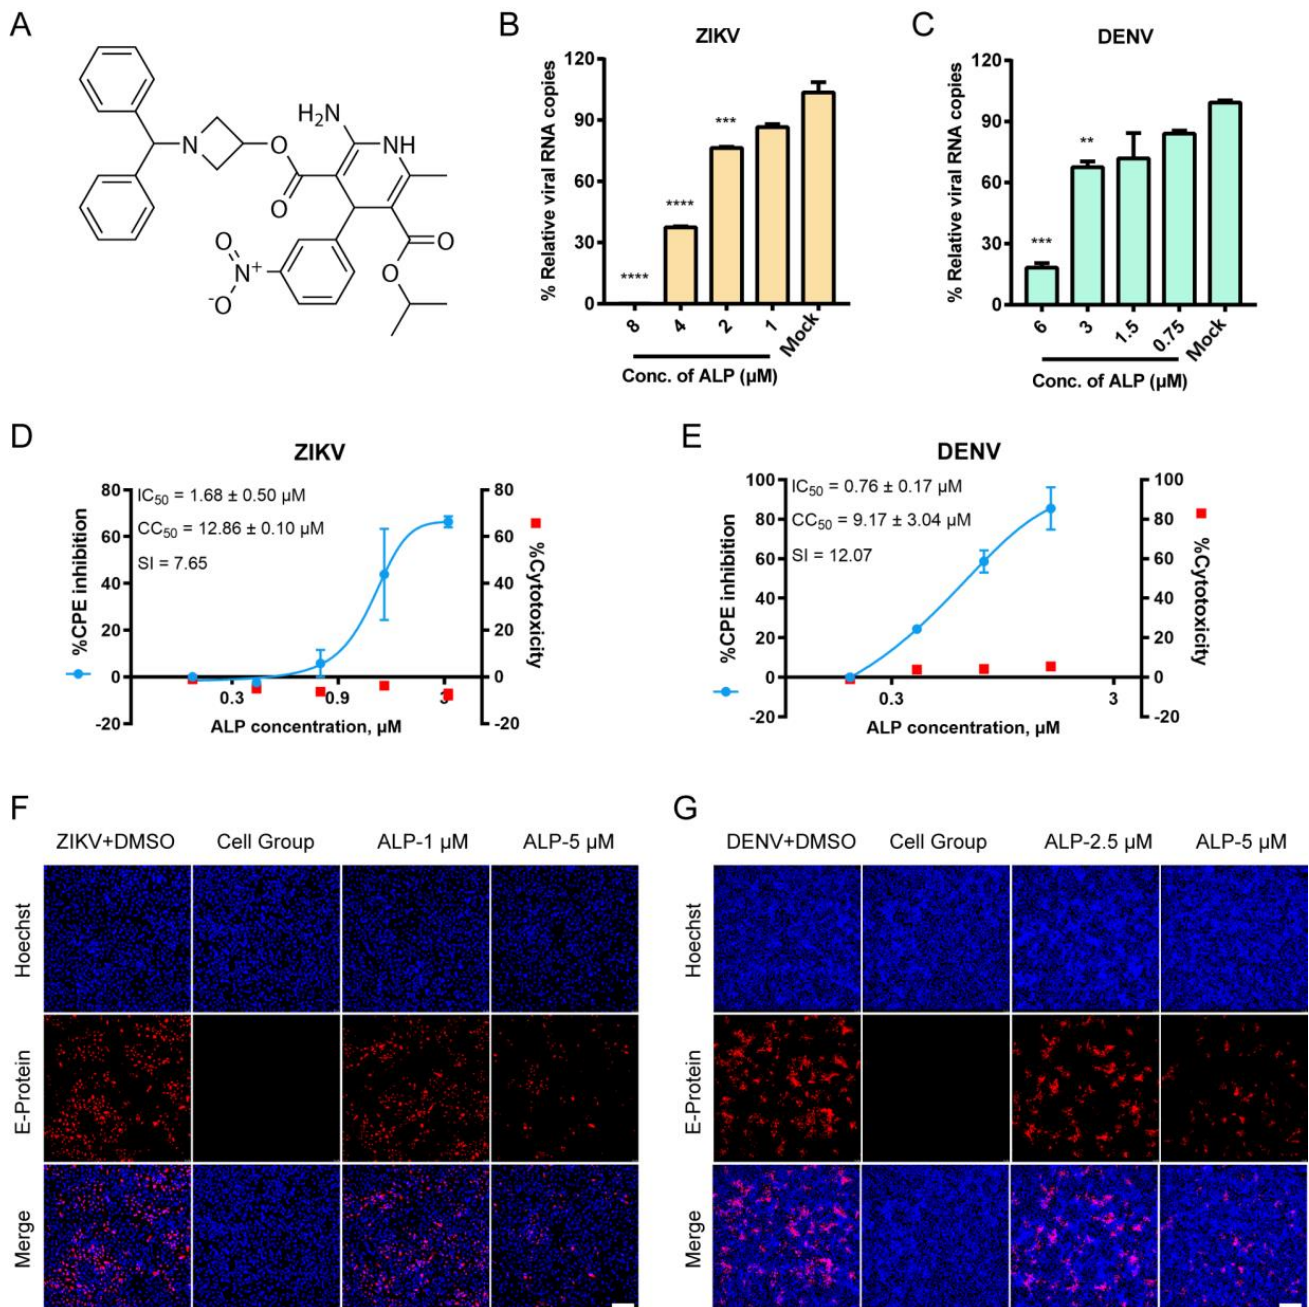 A
H₂N
NH
N
O
O
O
O
O
N⁺
⁻O
B
ZIKV
% Relative viral RNA copies
120
90
60
30
0
****
****
***
8
4
2
1
Mock
Conc. of ALP (µM)
C
DENV
% Relative viral RNA copies
120
90
60
30
0
***
**
6
3
1.5
0.75
Mock
Conc. of ALP (µM)
D
ZIKV
IC₅₀ = 1.68 ± 0.50 µM
CC₅₀ = 12.86 ± 0.10 µM
SI = 7.65
%CPE inhibition
80
60
40
20
0
-20
0.3
0.9
3
ALP concentration, µM
80
60
40
20
0
-20
%Cytotoxicity
E
DENV
IC₅₀ = 0.76 ± 0.17 µM
CC₅₀ = 9.17 ± 3.04 µM
SI = 12.07
%CPE inhibition
100
80
60
40
20
0
-20
0.3
3
ALP concentration, µM
100
80
60
40
20
0
-20
%Cytotoxicity
F
ZIKV+DMSO Cell Group ALP-1 µM ALP-5 µM
Hoechst
E-Protein
Merge
G
DENV+DMSO Cell Group ALP-2.5 µM ALP-5 µM
Hoechst
E-Protein
Merge